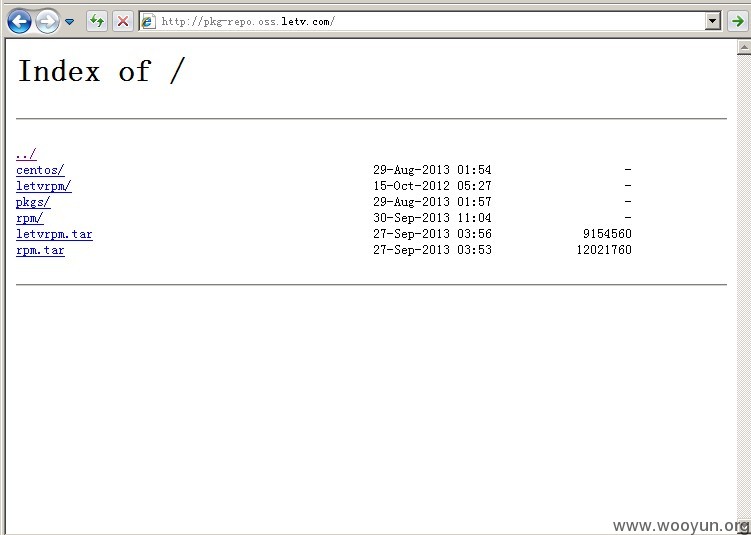 http://pkg-repo.oss.letv.com/
Index of /
../
centos/ 29-Aug-2013 01:54 -
letvrpm/ 15-Oct-2012 05:27 -
pkgs/ 29-Aug-2013 01:57 -
rpm/ 30-Sep-2013 11:04 -
letvrpm.tar 27-Sep-2013 03:56 9154560
rpm.tar 27-Sep-2013 03:53 12021760
www.wooyun.org